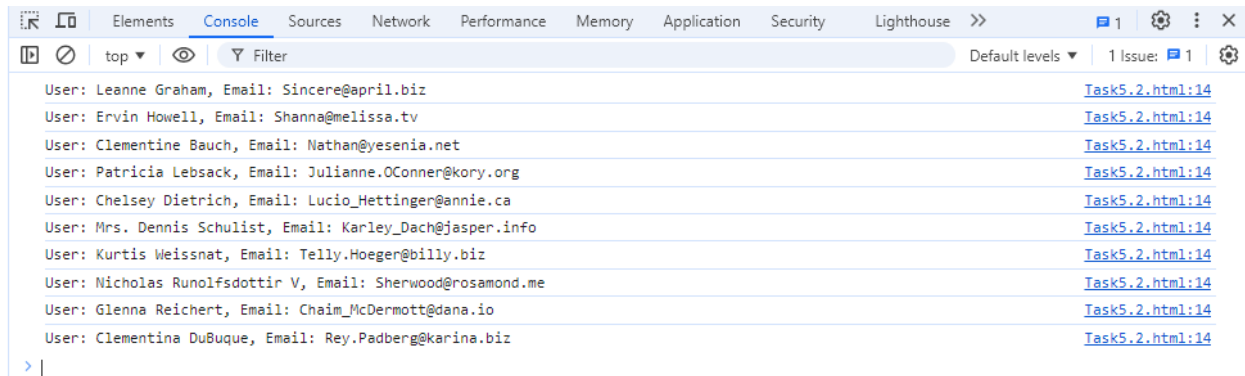 Elements Console Sources Network Performance Memory Application Security Lighthouse >> 1
top ▼ Filter Default levels ▼ 1 Issue: 1
User: Leanne Graham, Email: Sincere@april.biz Task5.2.html:14
User: Ervin Howell, Email: Shanna@melissa.tv Task5.2.html:14
User: Clementine Bauch, Email: Nathan@yesenia.net Task5.2.html:14
User: Patricia Lebsack, Email: Julianne.OConner@kory.org Task5.2.html:14
User: Chelsey Dietrich, Email: Lucio_Hettinger@annie.ca Task5.2.html:14
User: Mrs. Dennis Schulist, Email: Karley_Dach@jasper.info Task5.2.html:14
User: Kurtis Weissnat, Email: Telly.Hoeger@billy.biz Task5.2.html:14
User: Nicholas Runolfsdottir V, Email: Sherwood@rosamond.me Task5.2.html:14
User: Glenna Reichert, Email: Chaim_McDermott@dana.io Task5.2.html:14
User: Clementina DuBuque, Email: Rey.Padberg@karina.biz Task5.2.html:14
>